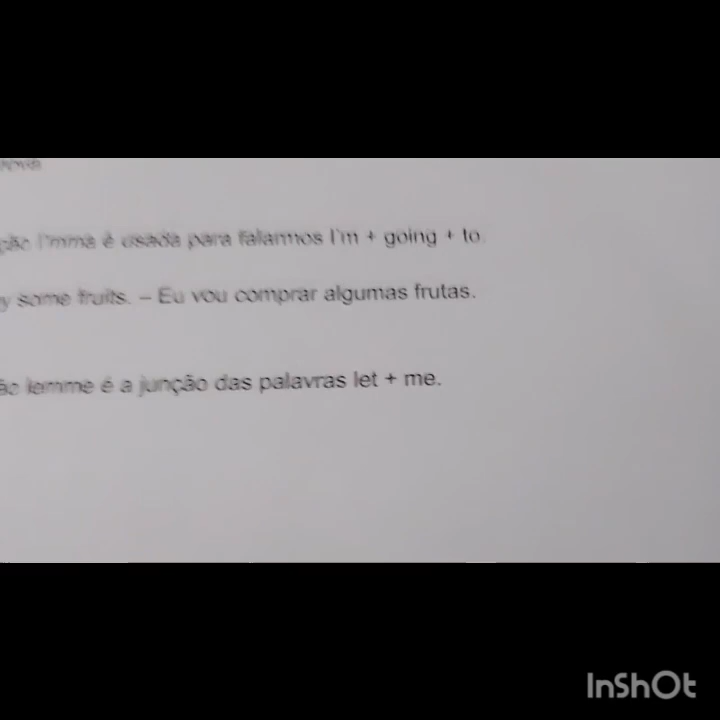 ção I'mma é usada para falarmos I'm + going + to.
y some fruits. – Eu vou comprar algumas frutas.
ão lemme é a junção das palavras let + me.
InShOt